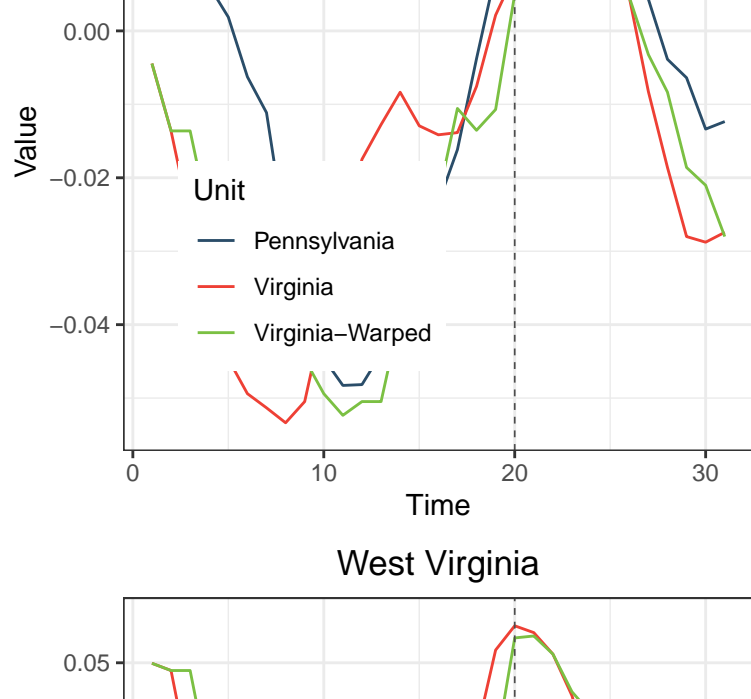 0.00
Value
−0.02
Unit
Pennsylvania
Virginia
Virginia−Warped
−0.04
0
10
20
30
Time
West Virginia
0.05